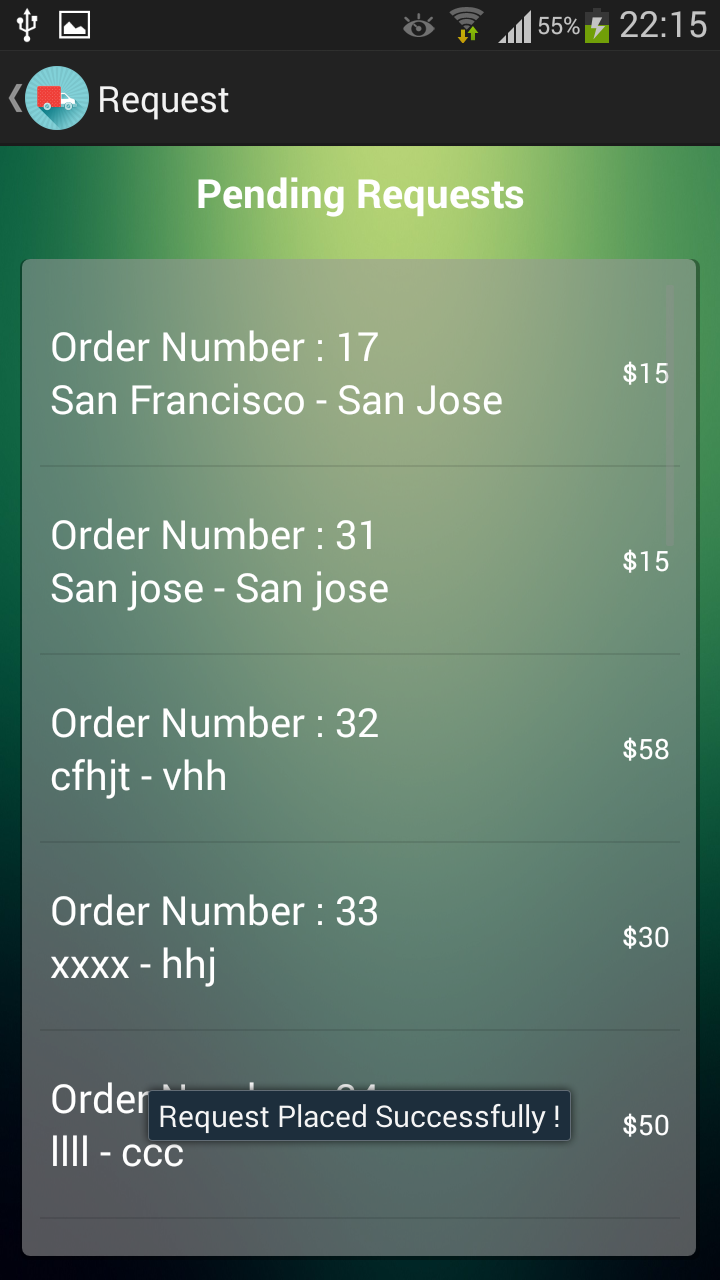 55% 22:15
Request
Pending Requests
Order Number : 17
San Francisco - San Jose
$15
Order Number : 31
San jose - San jose
$15
Order Number : 32
cfhjt - vhh
$58
Order Number : 33
xxxx - hhj
$30
Order
Request Placed Successfully !
llll - ccc
$50